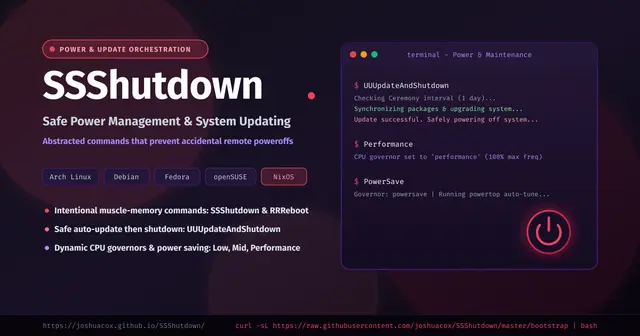 POWER & UPDATE ORCHESTRATION
SSShutdown
Safe Power Management & System Updating
Abstracted commands that prevent accidental remote poweroffs
Arch Linux
Debian
Fedora
openSUSE
NixOS
Intentional muscle-memory commands: SSShutdown & RRReboot
Safe auto-update then shutdown: UUUpdateAndShutdown
Dynamic CPU governors & power saving: Low, Mid, Performance
terminal - Power & Maintenance
$ UUUpdateAndShutdown
Checking Ceremony interval (1 day)...
Synchronizing packages & upgrading system...
Update successful. Safely powering off system...
$ Performance
CPU governor set to 'performance' (100% max freq)
$ PowerSave
Governor: powersave | Running powertop auto-tune...
https://joshuacox.github.io/SSShutdown/
curl -sL https://raw.githubusercontent.com/joshuacox/SSShutdown/master/bootstrap | bash